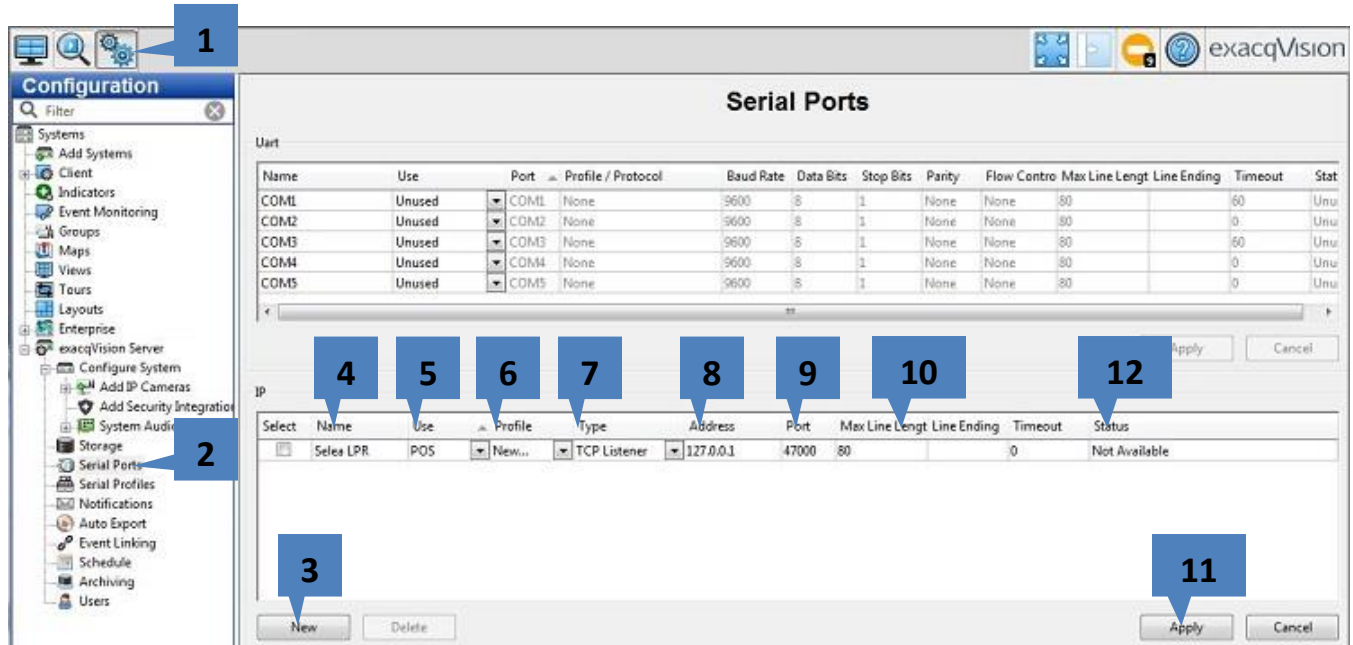 1
exacqVision
Configuration
Filter
Systems
Add Systems
Client
Indicators
Event Monitoring
Groups
Maps
Views
Tours
Layouts
Enterprise
exacqVision Server
Configure System
Add IP Cameras
Add Security Integration
System Audio
Storage
Serial Ports
2
Serial Profiles
Notifications
Auto Export
Event Linking
Schedule
Archiving
Users
Serial Ports
Uart
Name Use Port Profile / Protocol Baud Rate Data Bits Stop Bits Parity Flow Contro Max Line Lengt Line Ending Timeout Stat
COM1 Unused COM1 None 9600 8 1 None None 80 60 Unu
COM2 Unused COM2 None 9600 8 1 None None 80 0 Unu
COM3 Unused COM3 None 9600 8 1 None None 80 60 Unu
COM4 Unused COM4 None 9600 8 1 None None 80 0 Unu
COM5 Unused COM5 None 9600 8 1 None None 80 0 Unu
Apply Cancel
4 5 6 7 8 9 10 12
IP
Select Name Use Profile Type Address Port Max Line Lengt Line Ending Timeout Status
Selea LPR POS New... TCP Listener 127.0.0.1 47000 80 0 Not Available
3 11
New Delete Apply Cancel